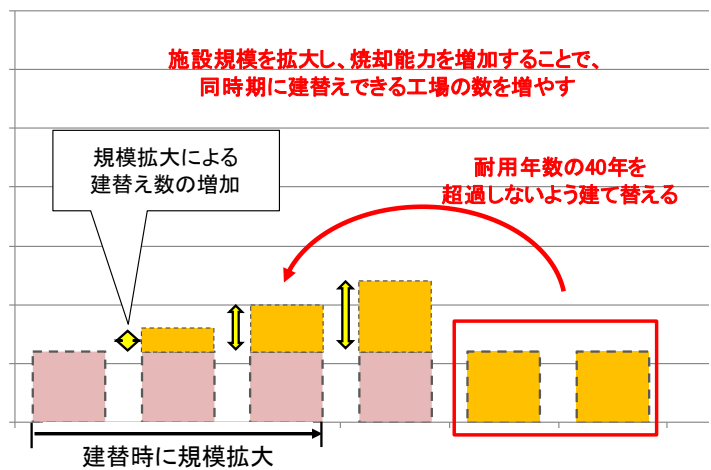 施設規模を拡大し、焼却能力を増加することで、
同時期に建替えできる工場の数を増やす
規模拡大による
建替え数の増加
耐用年数の40年を
超過しないよう建て替える
建替時に規模拡大